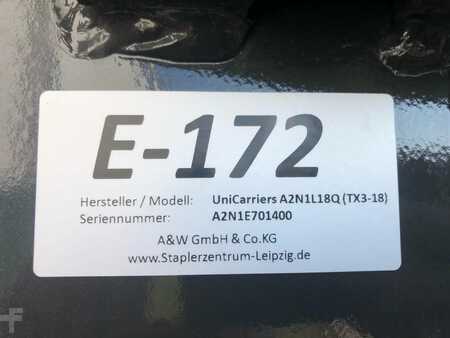 E-172
Hersteller / Modell: UniCarriers A2N1L18Q (TX3-18)
Seriennummer: A2N1E701400
A&W GmbH & Co.KG
www.Staplerzentrum-Leipzig.de